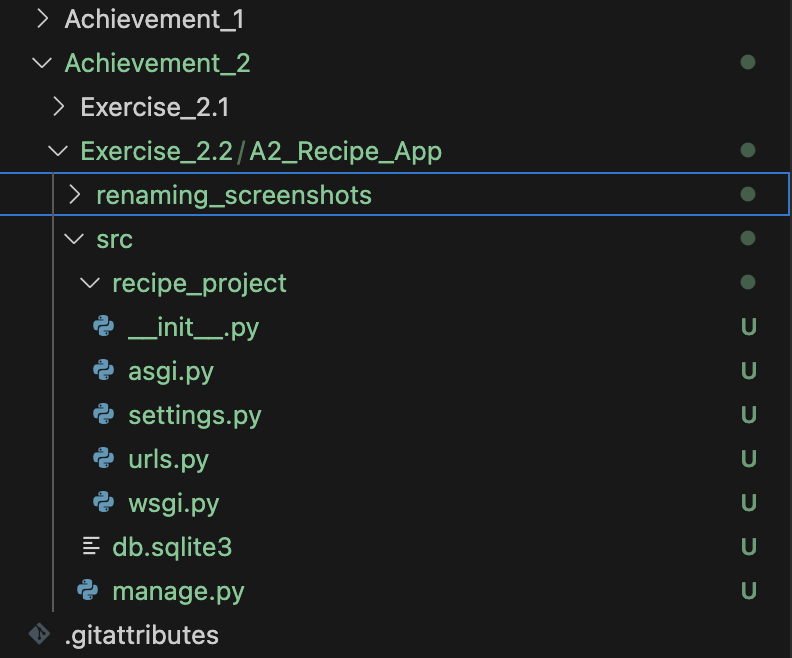 Achievement_1
Achievement_2
Exercise_2.1
Exercise_2.2/A2_Recipe_App
renaming_screenshots
src
recipe_project
__init__.py U
asgi.py U
settings.py U
urls.py U
wsgi.py U
db.sqlite3 U
manage.py U
.gitattributes